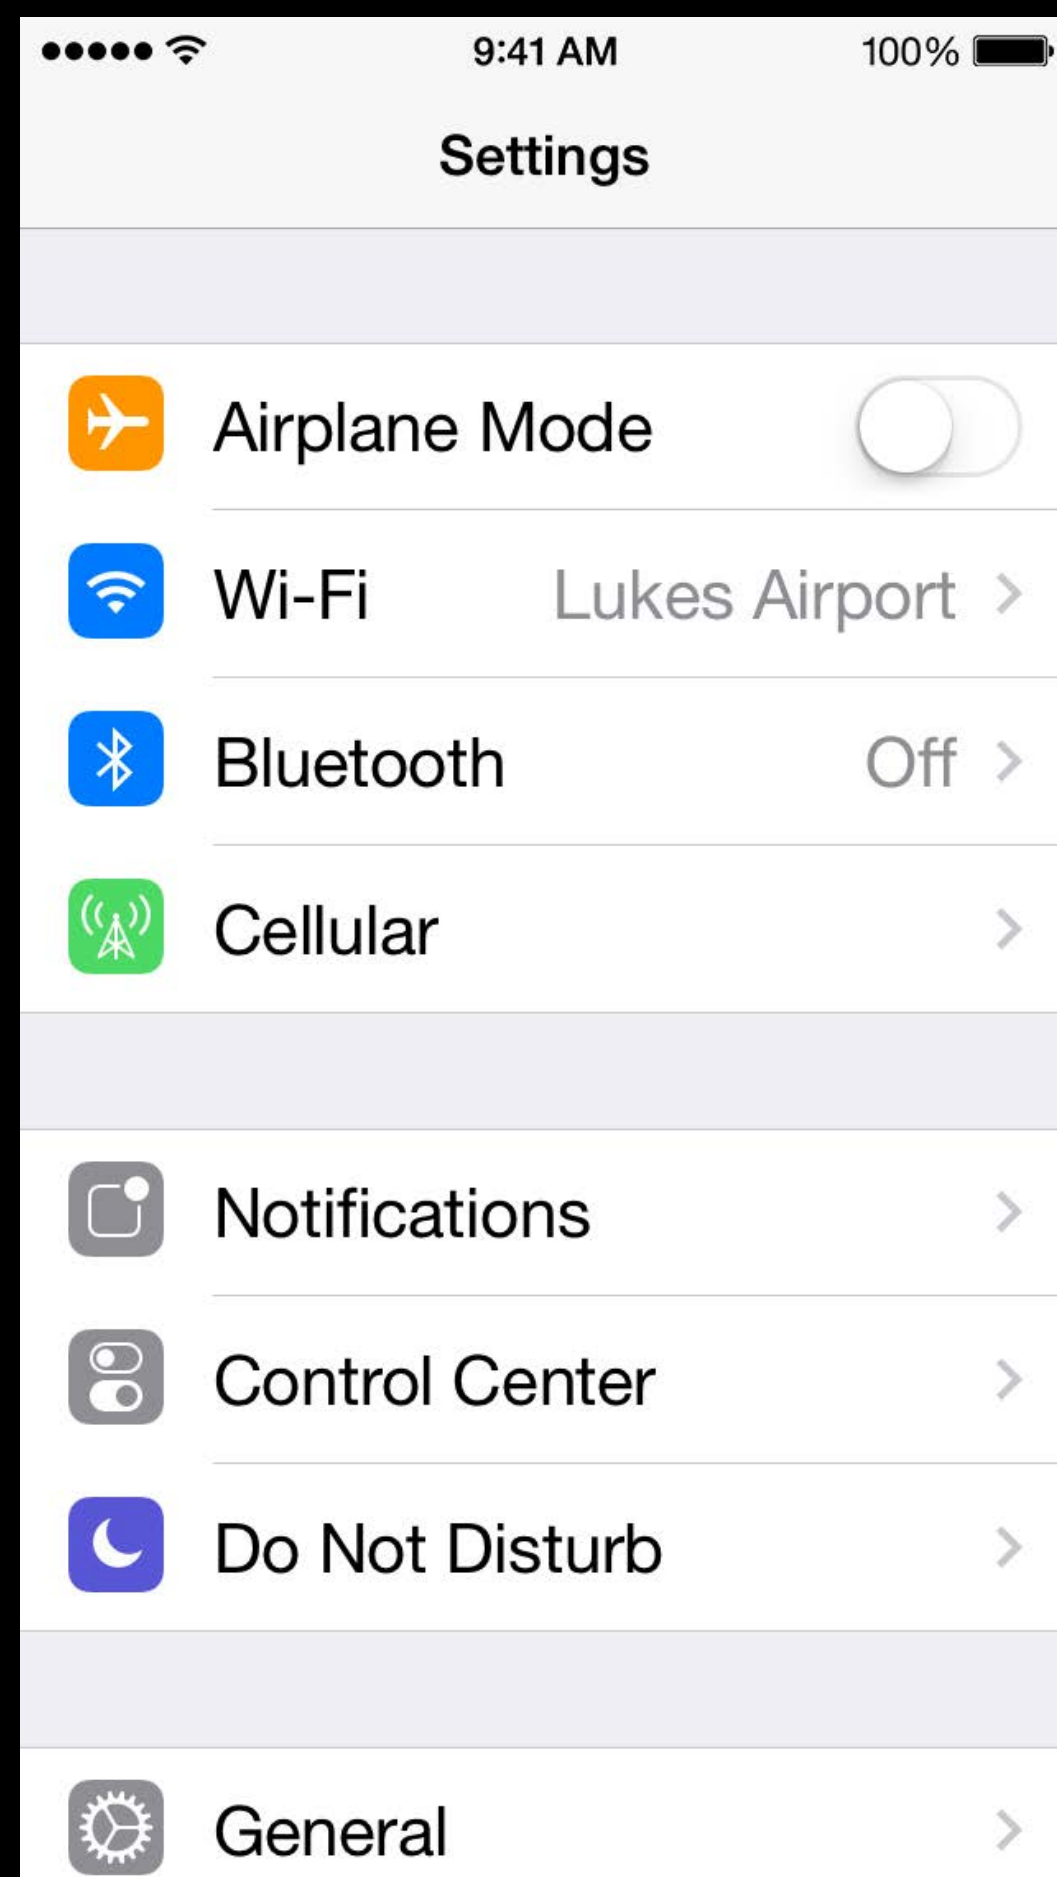 9:41 AM 100%
Settings
Airplane Mode
Wi-Fi Lukes Airport
Bluetooth Off
Cellular
Notifications
Control Center
Do Not Disturb
General